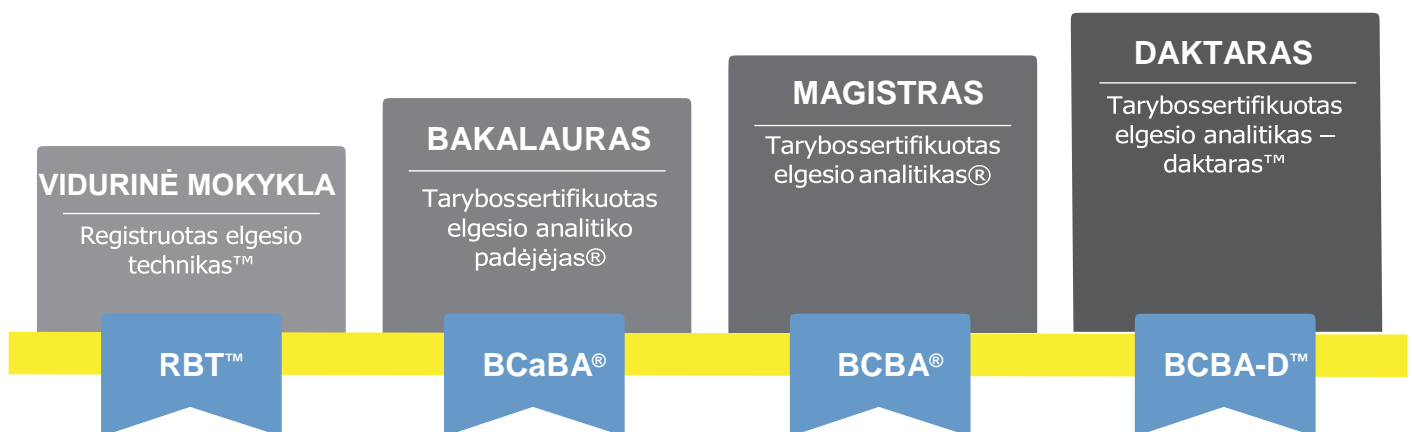 VIDURINĖ MOKYKLA
Registruotas elgesio
technikas™
RBT™
BAKALAURAS
Tarybossertifikuotas
elgesio analitiko
padėjėjas®
BCaBA®
MAGISTRAS
Tarybossertifikuotas
elgesio analitikas®
BCBA®
DAKTARAS
Tarybossertifikuotas
elgesio analitikas –
daktaras™
BCBA-D™